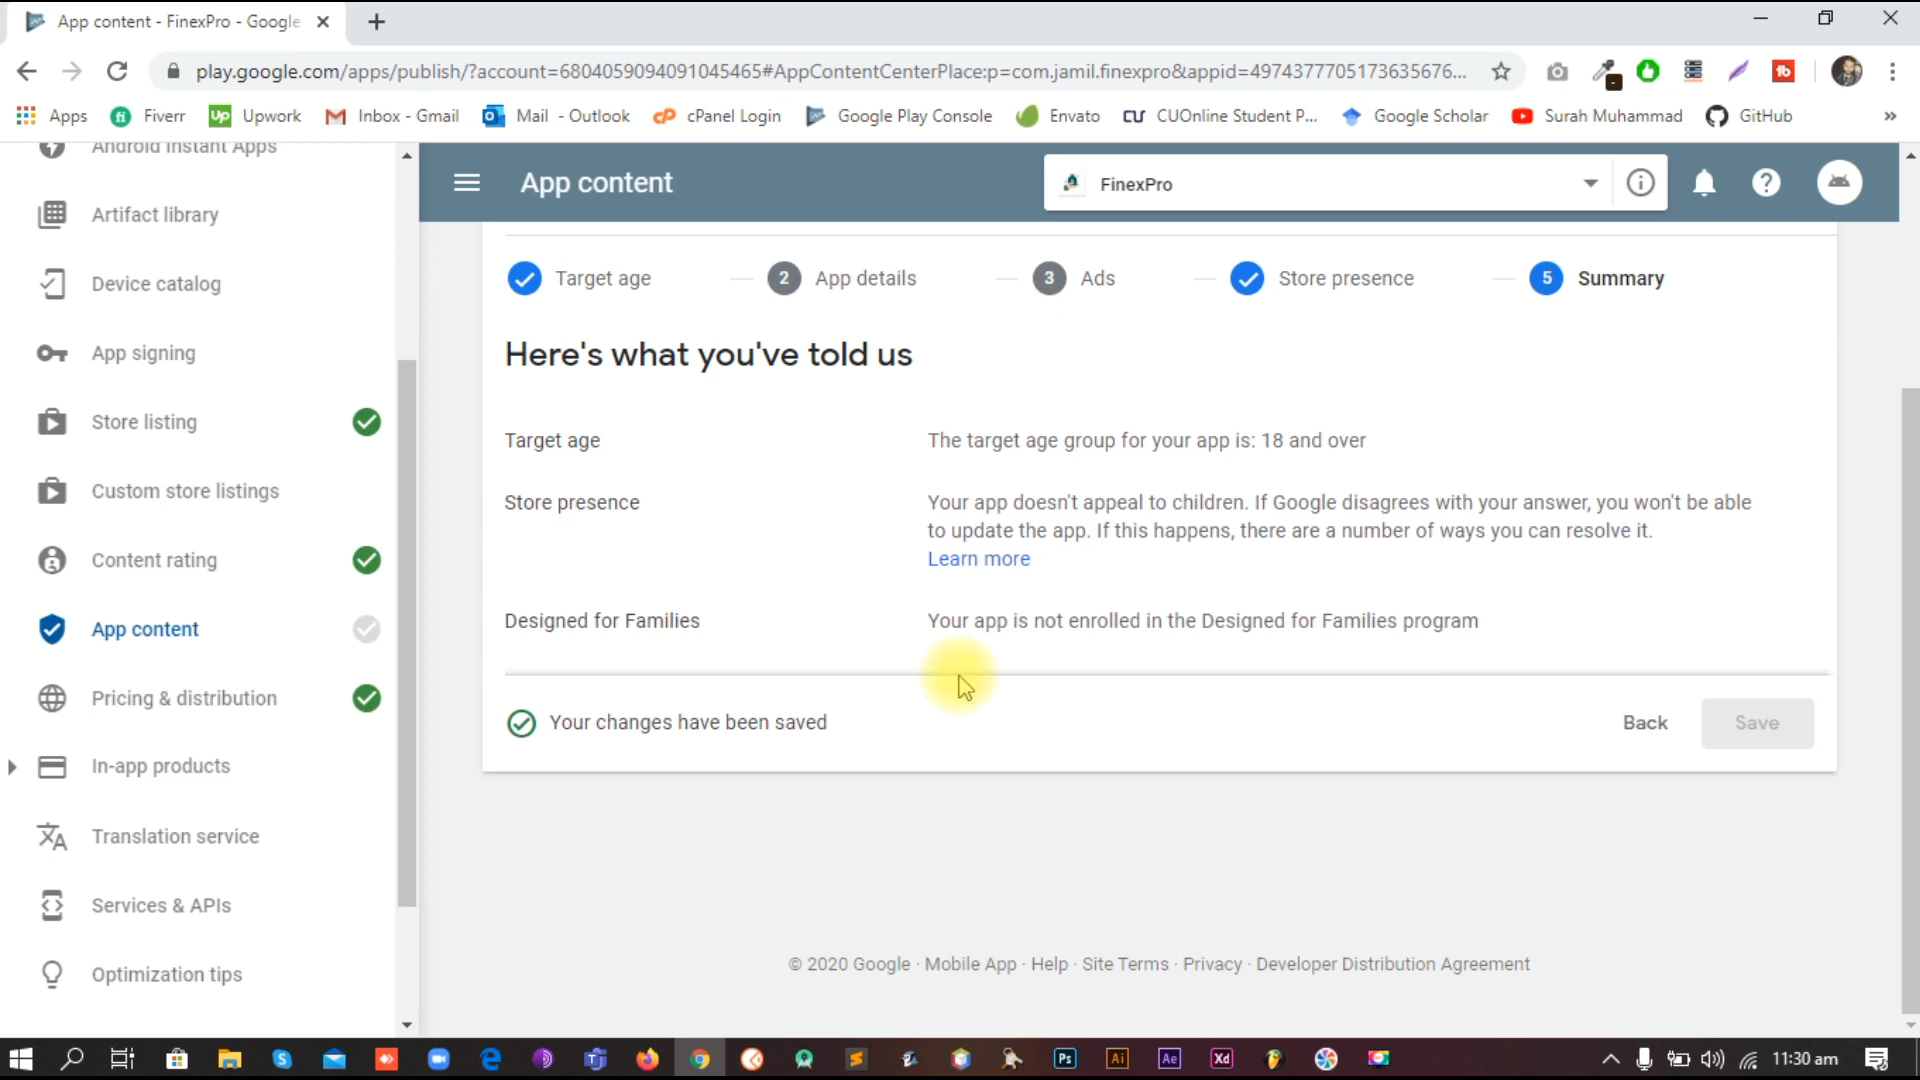 App content - FinexPro - Google
play.google.com/apps/publish/?account=6804059094091045465#AppContentCenterPlace:p=com.jamil.finexpro&appid=4974377705173635676...
Apps
Fiverr
Upwork
Inbox - Gmail
Mail - Outlook
cPanel Login
Google Play Console
Envato
CUOnline Student P...
Google Scholar
Surah Muhammad
GitHub
»
Android Instant Apps
Artifact library
Device catalog
App signing
Store listing
Custom store listings
Content rating
App content
Pricing & distribution
In-app products
Translation service
Services & APIs
Optimization tips
App content
FinexPro
Target age
2 App details
3 Ads
Store presence
5 Summary
Here's what you've told us
Target age
The target age group for your app is: 18 and over
Store presence
Your app doesn't appeal to children. If Google disagrees with your answer, you won't be able
to update the app. If this happens, there are a number of ways you can resolve it.
Learn more
Designed for Families
Your app is not enrolled in the Designed for Families program
Your changes have been saved
Back
Save
© 2020 Google · Mobile App · Help · Site Terms · Privacy · Developer Distribution Agreement
Ps
Ai
Ae
Xd
11:30 am